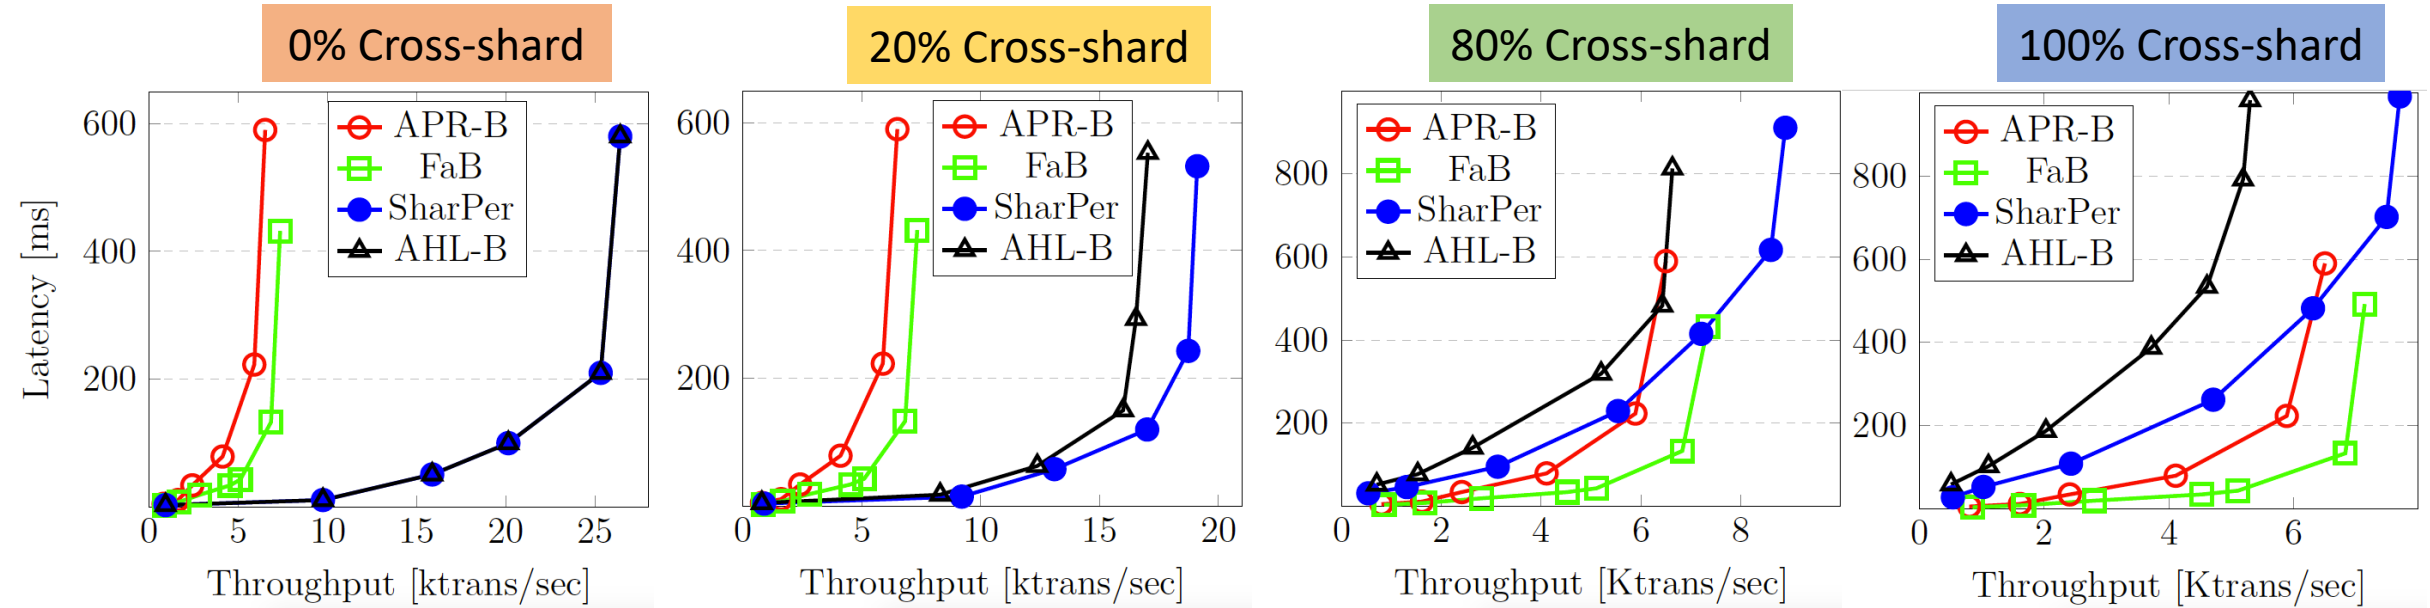 0% Cross-shard
20% Cross-shard
80% Cross-shard
100% Cross-shard
Latency [ms]
600
400
200
0
5
10
15
20
25
APR-B
FaB
SharPer
AHL-B
Throughput [ktrans/sec]
600
400
200
0
5
10
15
20
APR-B
FaB
SharPer
AHL-B
Throughput [ktrans/sec]
800
600
400
200
0
2
4
6
8
APR-B
FaB
SharPer
AHL-B
Throughput [Ktrans/sec]
800
600
400
200
0
2
4
6
APR-B
FaB
SharPer
AHL-B
Throughput [Ktrans/sec]